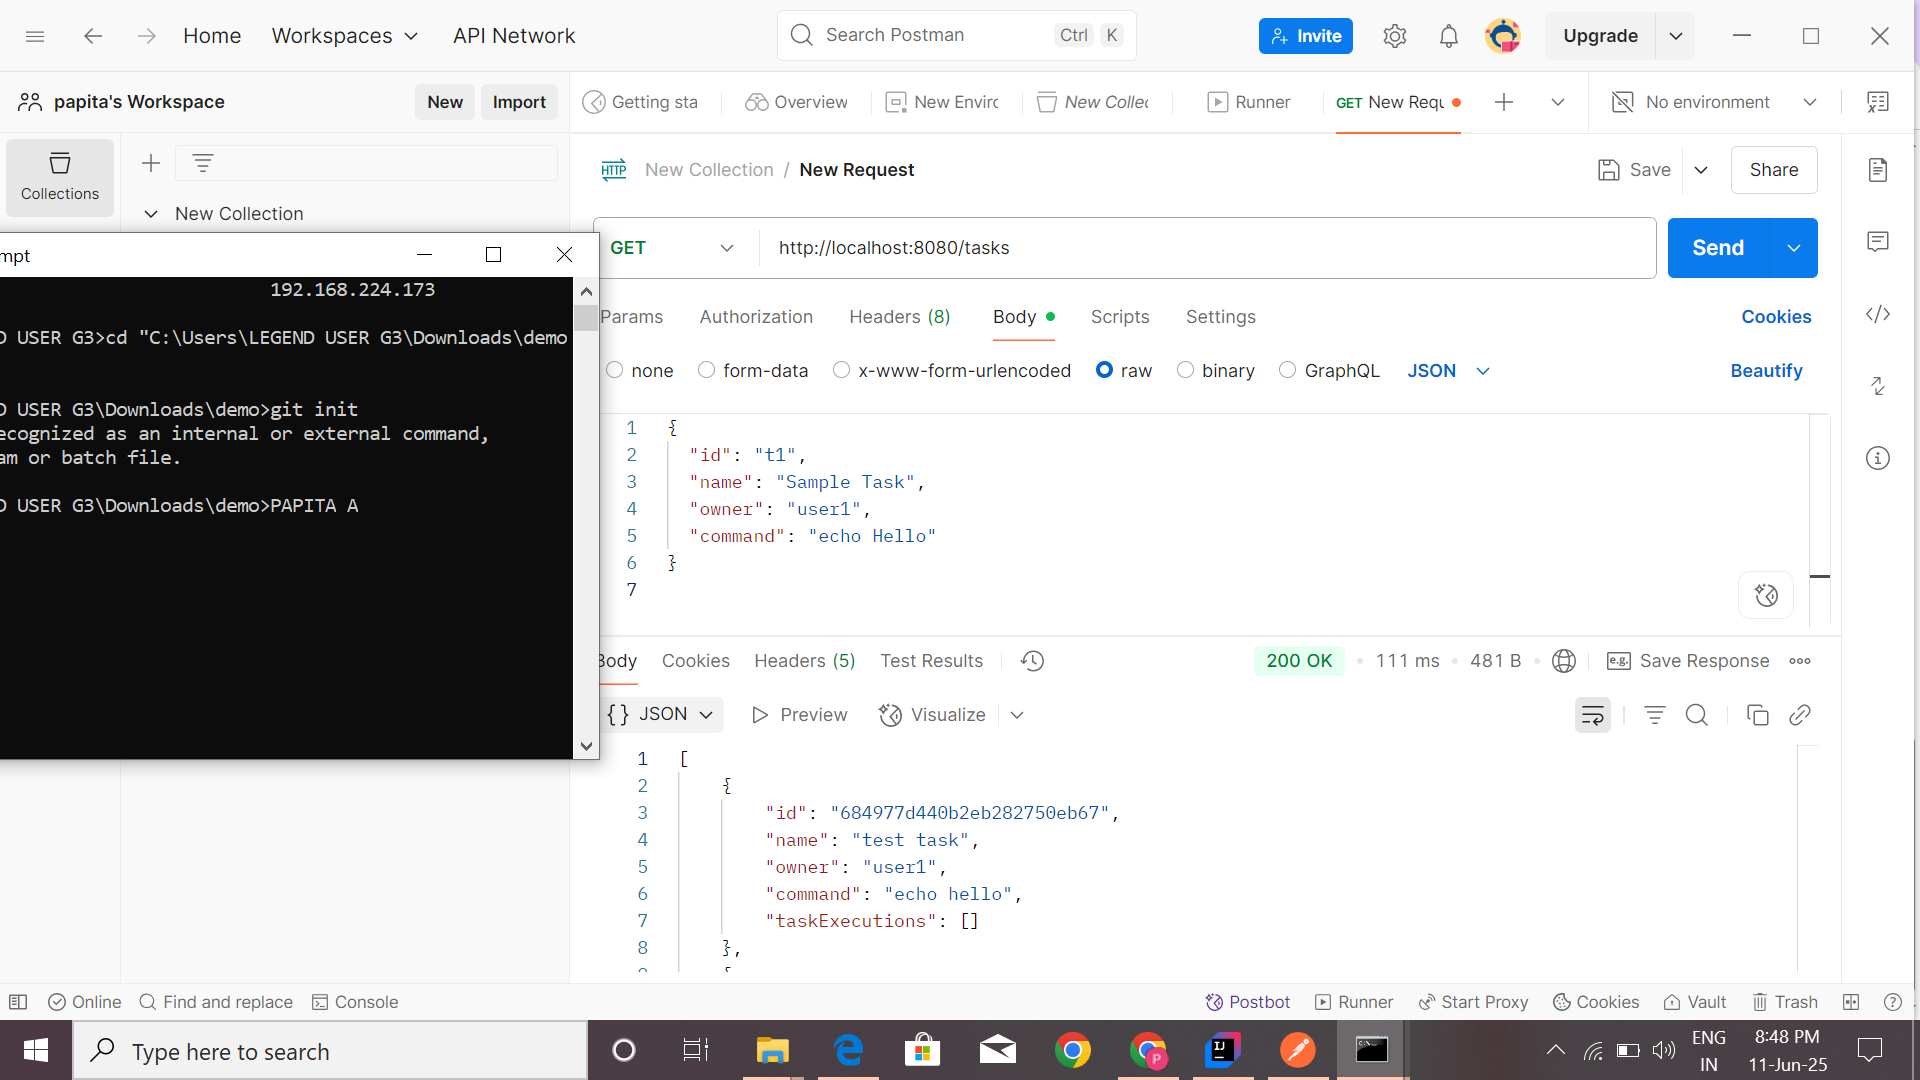 Home
Workspaces
API Network
Search Postman
Ctrl K
Invite
Upgrade
papita's Workspace
New
Import
Getting sta
Overview
New Enviro
New Collec
Runner
GET New Requ
No environment
Collections
New Collection
HTTP
New Collection / New Request
Save
Share
GET
http://localhost:8080/tasks
Send
Params
Authorization
Headers (8)
Body
Scripts
Settings
Cookies
none
form-data
x-www-form-urlencoded
raw
binary
GraphQL
JSON
Beautify
1 {
2 "id": "t1",
3 "name": "Sample Task",
4 "owner": "user1",
5 "command": "echo Hello"
6 }
7
mpt
192.168.224.173
D USER G3>cd "C:\Users\LEGEND USER G3\Downloads\demo
D USER G3\Downloads\demo>git init
ecognized as an internal or external command,
am or batch file.
D USER G3\Downloads\demo>PAPITA A
Body
Cookies
Headers (5)
Test Results
200 OK
111 ms
481 B
e.g. Save Response
{} JSON
Preview
Visualize
1 [
2 {
3 "id": "684977d440b2eb282750eb67",
4 "name": "test task",
5 "owner": "user1",
6 "command": "echo hello",
7 "taskExecutions": []
8 },
Online
Find and replace
Console
Postbot
Runner
Start Proxy
Cookies
Vault
Trash
Type here to search
P
IJ
ENG
IN
8:48 PM
11-Jun-25